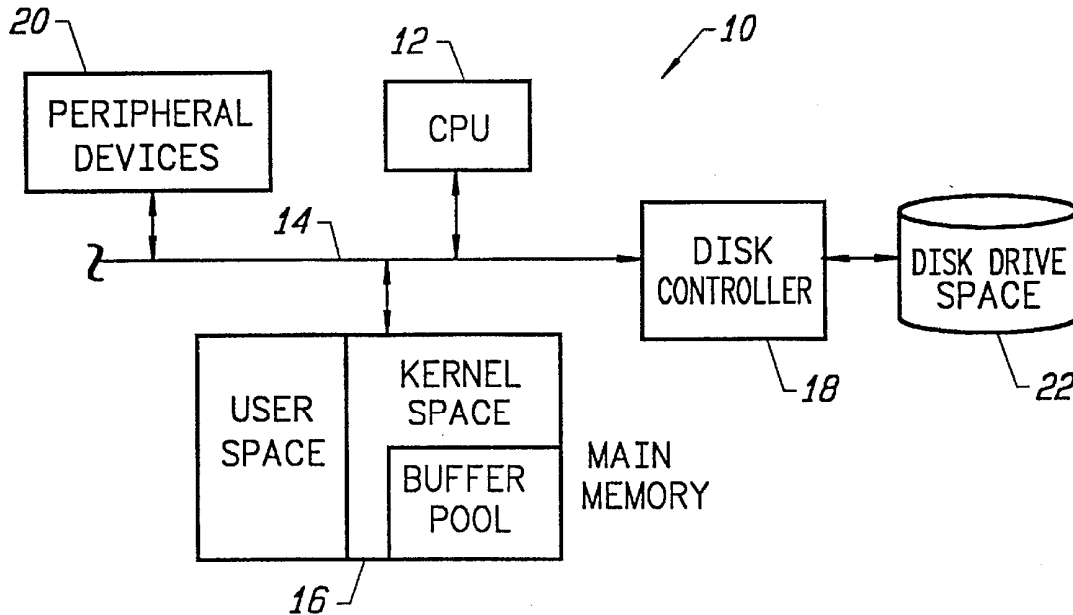 20
12
10
PERIPHERAL
DEVICES
CPU
14
DISK
CONTROLLER
DISK DRIVE
SPACE
18
22
USER
SPACE
KERNEL
SPACE
BUFFER
POOL
MAIN
MEMORY
16